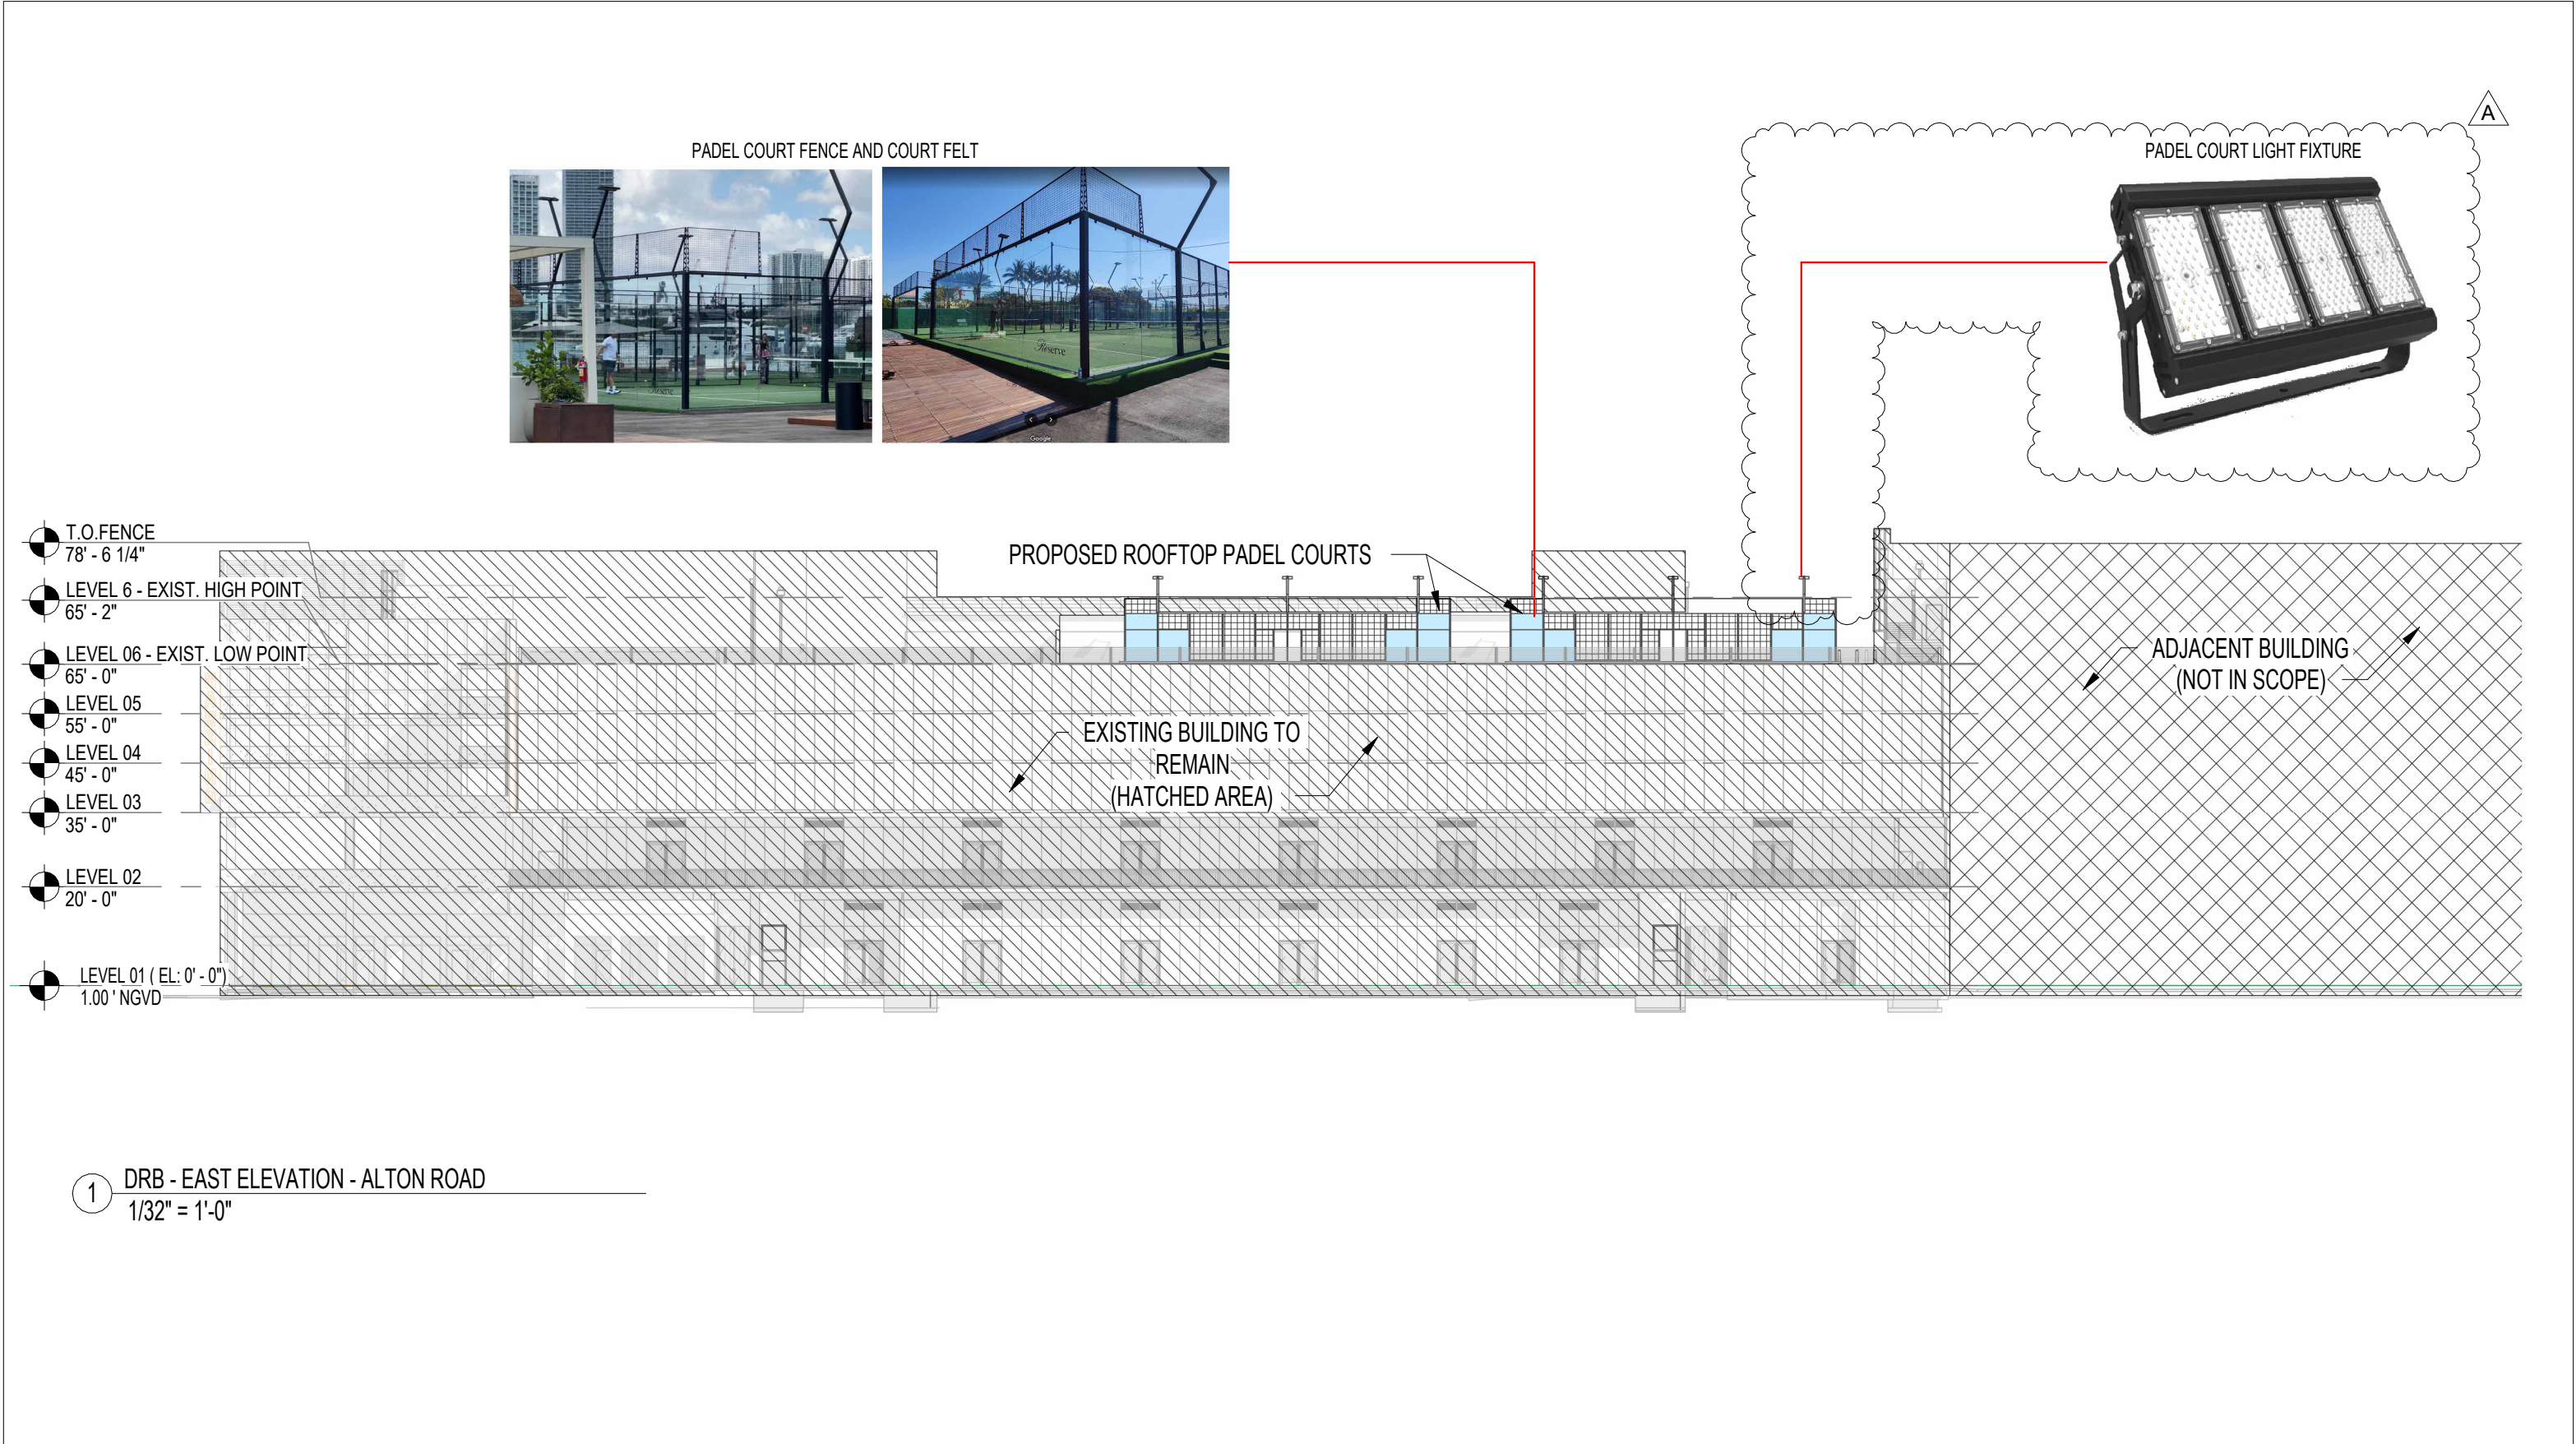 A
PADEL COURT FENCE AND COURT FELT
PADEL COURT LIGHT FIXTURE
Reserve
Reserve
Google
T.O.FENCE
78' - 6 1/4"
PROPOSED ROOFTOP PADEL COURTS
LEVEL 6 - EXIST. HIGH POINT
65' - 2"
LEVEL 06 - EXIST. LOW POINT
65' - 0"
ADJACENT BUILDING
(NOT IN SCOPE)
LEVEL 05
55' - 0"
EXISTING BUILDING TO
REMAIN
(HATCHED AREA)
LEVEL 04
45' - 0"
LEVEL 03
35' - 0"
LEVEL 02
20' - 0"
LEVEL 01 ( EL: 0' - 0")
1.00 ' NGVD
1
DRB - EAST ELEVATION - ALTON ROAD
1/32" = 1'-0"